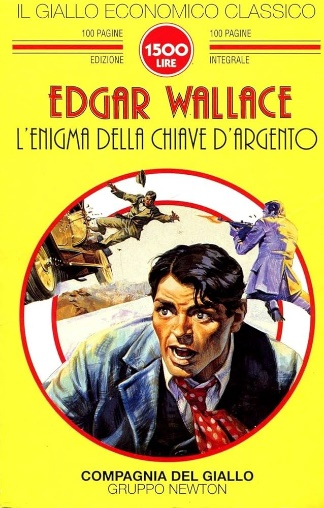 IL GIALLO ECONOMICO CLASSICO
100 PAGINE
1500
LIRE
100 PAGINE
EDIZIONE
INTEGRALE
EDGAR WALLACE
L'ENIGMA DELLA CHIAVE D'ARGENTO
COMPAGNIA DEL GIALLO
GRUPPO NEWTON